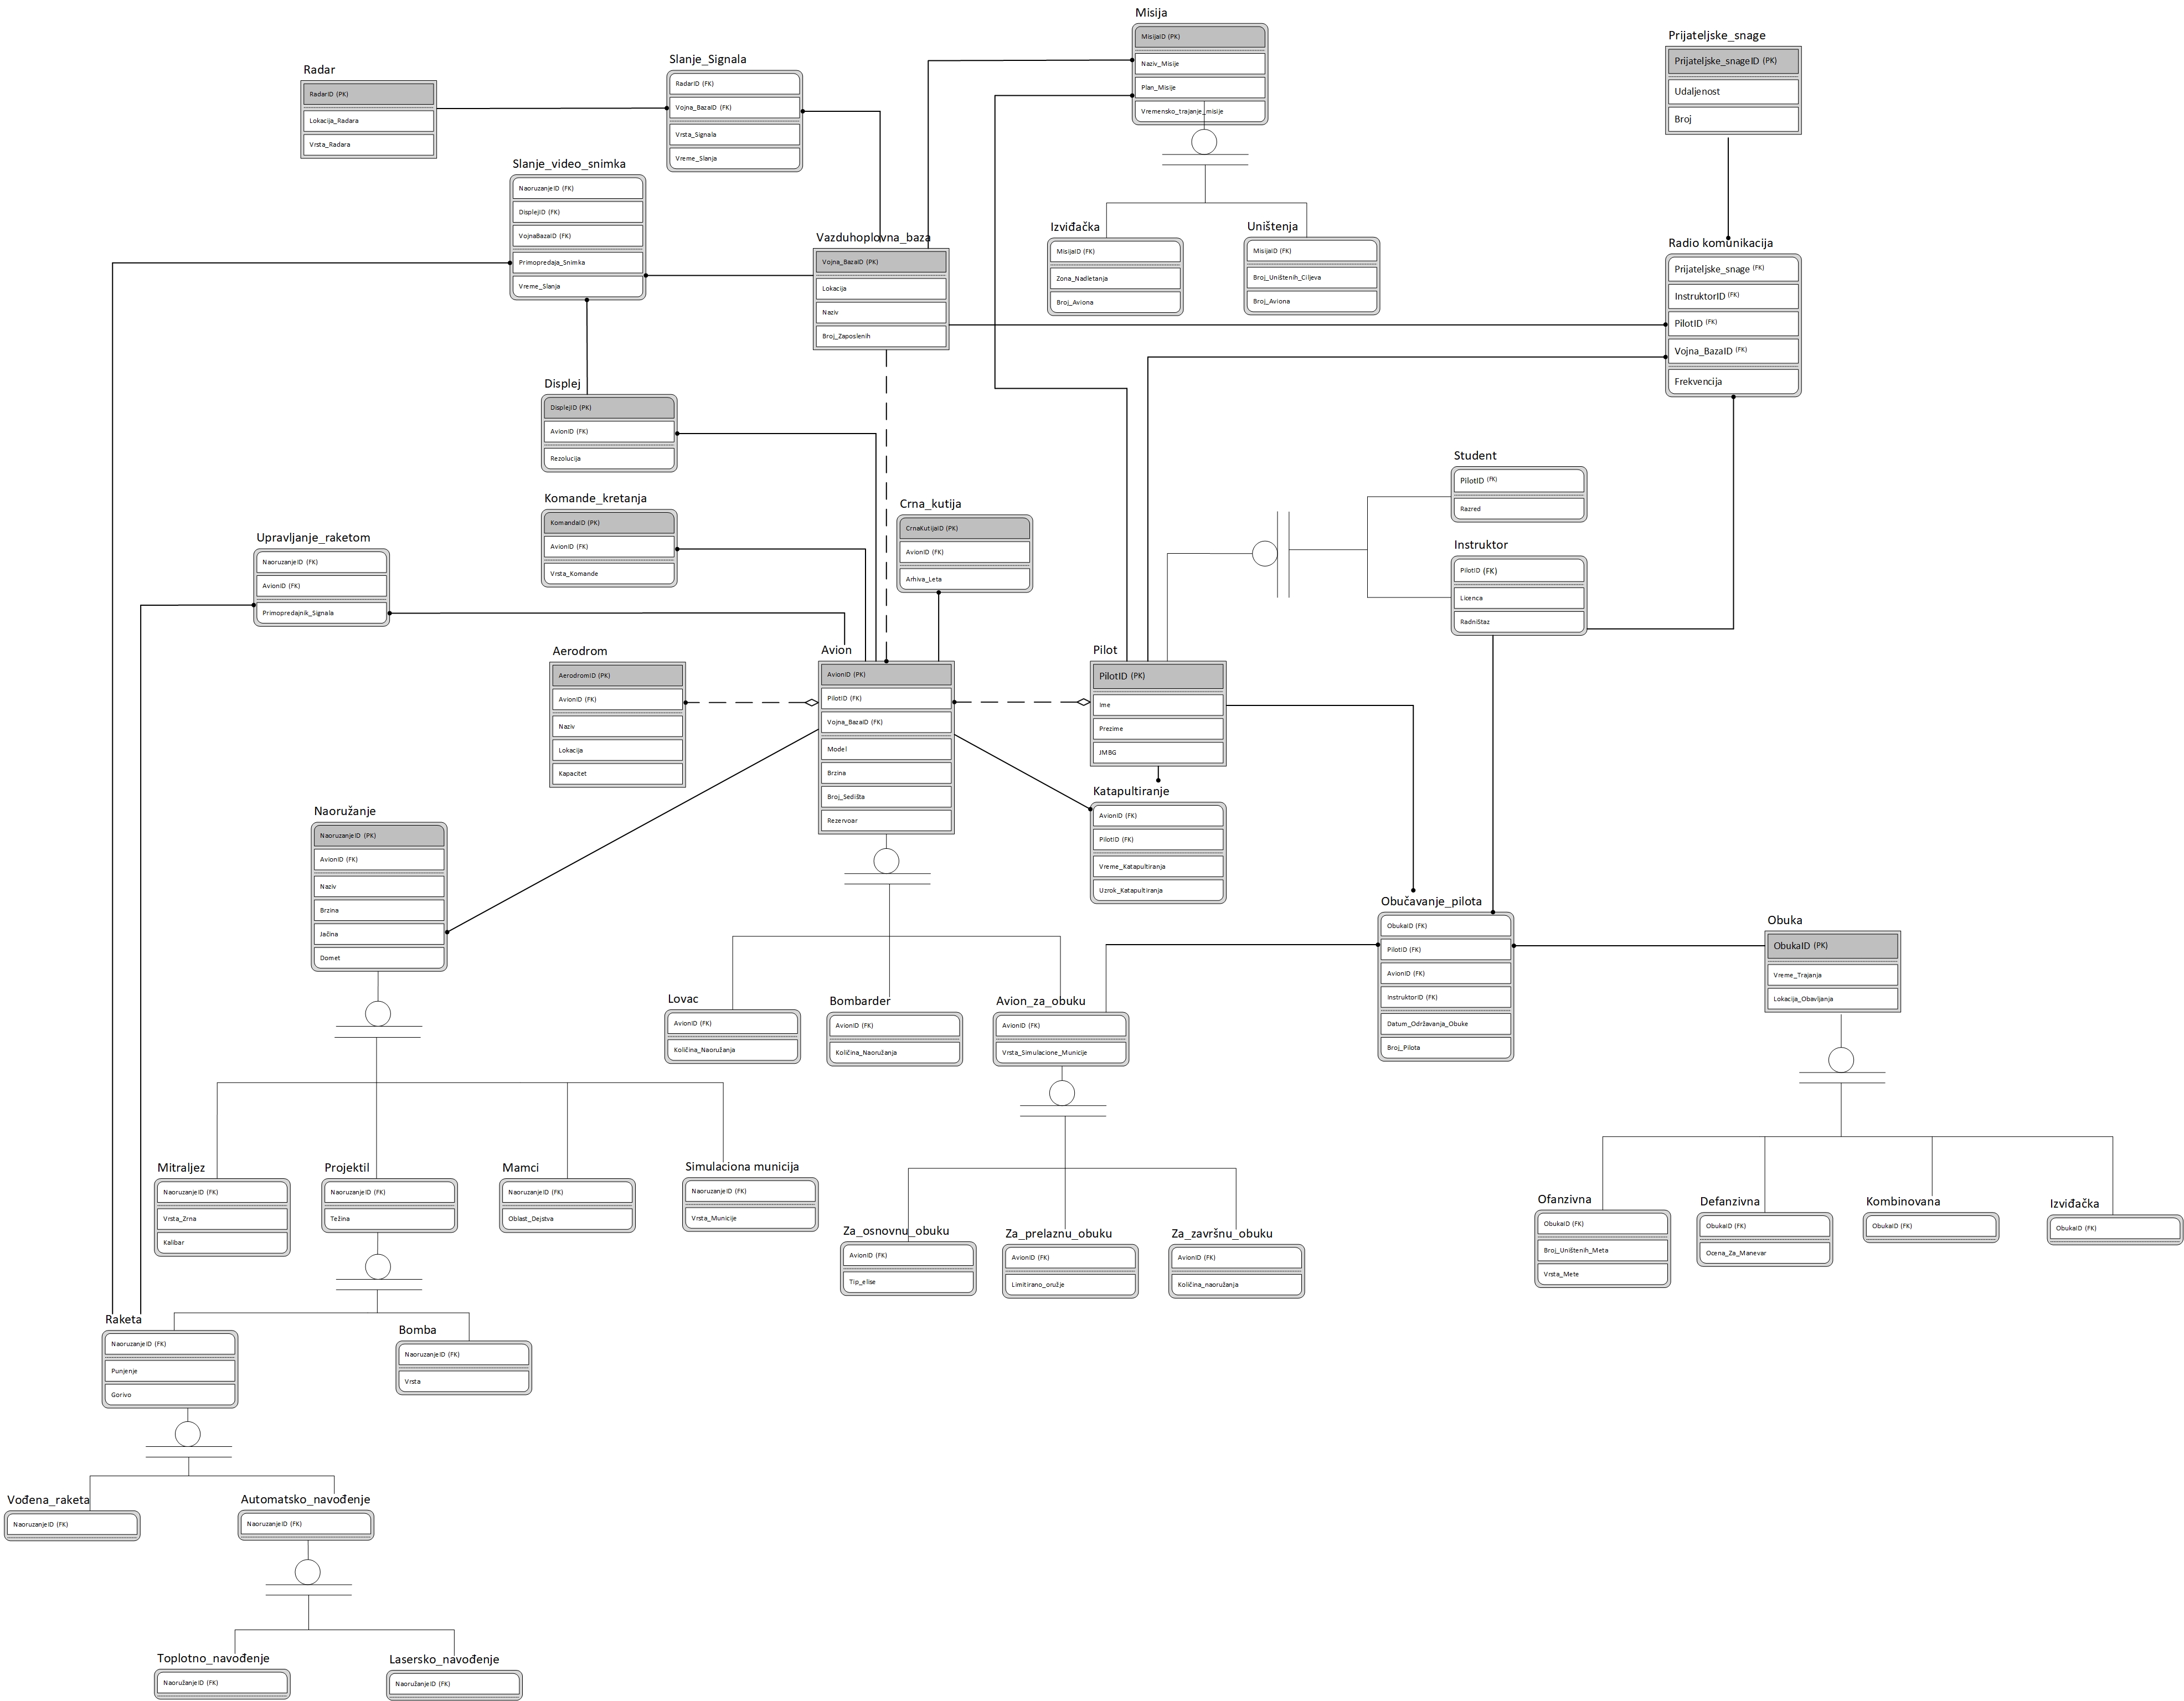 Misija
MisijaID (PK)
Naziv_Misije
Plan_Misije
Vremensko_trajanje_misije
Prijateljske_snage
Prijateljske_snageID (PK)
Udaljenost
Broj
Radar
RadarID (PK)
Lokacija_Radara
Vrsta_Radara
Slanje_Signala
RadarID (FK)
Vojna_BazaID (FK)
Vrsta_Signala
Vreme_Slanja
Slanje_video_snimka
NaoruzanjeID (FK)
DisplejID (FK)
VojnaBazaID (FK)
Primopredaja_Snimka
Vreme_Slanja
Vazduhoplovna_baza
Vojna_BazaID (PK)
Lokacija
Naziv
Broj_Zaposlenih
Izviđačka
MisijaID (FK)
Zona_Nadletanja
Broj_Aviona
Uništenja
MisijaID (FK)
Broj_Uništenih_Ciljeva
Broj_Aviona
Radio komunikacija
Prijateljske_snage (FK)
InstruktorID (FK)
PilotID (FK)
Vojna_BazaID (FK)
Frekvencija
Displej
DisplejID (PK)
AvionID (FK)
Rezolucija
Komande_kretanja
KomandaID (PK)
AvionID (FK)
Vrsta_Komande
Crna_kutija
CrnaKutijaID (PK)
AvionID (FK)
Arhiva_Leta
Student
PilotID (FK)
Razred
Instruktor
PilotID (FK)
Licenca
RadniStaz
Upravljanje_raketom
NaoruzanjeID (FK)
AvionID (FK)
Primopredajnik_Signala
Aerodrom
AerodromID (PK)
AvionID (FK)
Naziv
Lokacija
Kapacitet
Avion
AvionID (PK)
PilotID (FK)
Vojna_BazaID (FK)
Model
Brzina
Broj_Sedišta
Rezervoar
Pilot
PilotID (PK)
Ime
Prezime
JMBG
Katapultiranje
AvionID (FK)
PilotID (FK)
Vreme_Katapultiranja
Uzrok_Katapultiranja
Naoružanje
NaoruzanjeID (PK)
AvionID (FK)
Naziv
Brzina
Jačina
Domet
Obučavanje_pilota
ObukaID (FK)
PilotID (FK)
AvionID (FK)
InstruktorID (FK)
Datum_Održavanja_Obuke
Broj_Pilota
Obuka
ObukaID (PK)
Vreme_Trajanja
Lokacija_Obavljanja
Lovac
AvionID (FK)
Količina_Naoružanja
Bombarder
AvionID (FK)
Količina_Naoružanja
Avion_za_obuku
AvionID (FK)
Vrsta_Simulacione_Municije
Mitraljez
NaoruzanjeID (FK)
Vrsta_Zrna
Kalibar
Projektil
NaoruzanjeID (FK)
Težina
Mamci
NaoruzanjeID (FK)
Oblast_Dejstva
Simulaciona municija
NaoruzanjeID (FK)
Vrsta_Municije
Za_osnovnu_obuku
AvionID (FK)
Tip_elise
Za_prelaznu_obuku
AvionID (FK)
Limitirano_oružje
Za_završnu_obuku
AvionID (FK)
Količina_naoružanja
Ofanzivna
ObukaID (FK)
Broj_Uništenih_Meta
Vrsta_Mete
Defanzivna
ObukaID (FK)
Ocena_Za_Manevar
Kombinovana
ObukaID (FK)
Izviđačka
ObukaID (FK)
Raketa
NaoruzanjeID (FK)
Punjenje
Gorivo
Bomba
NaoruzanjeID (FK)
Vrsta
Vođena_raketa
NaoruzanjeID (FK)
Automatsko_navođenje
NaoruzanjeID (FK)
Toplotno_navođenje
NaoružanjeID (FK)
Lasersko_navođenje
NaoružanjeID (FK)